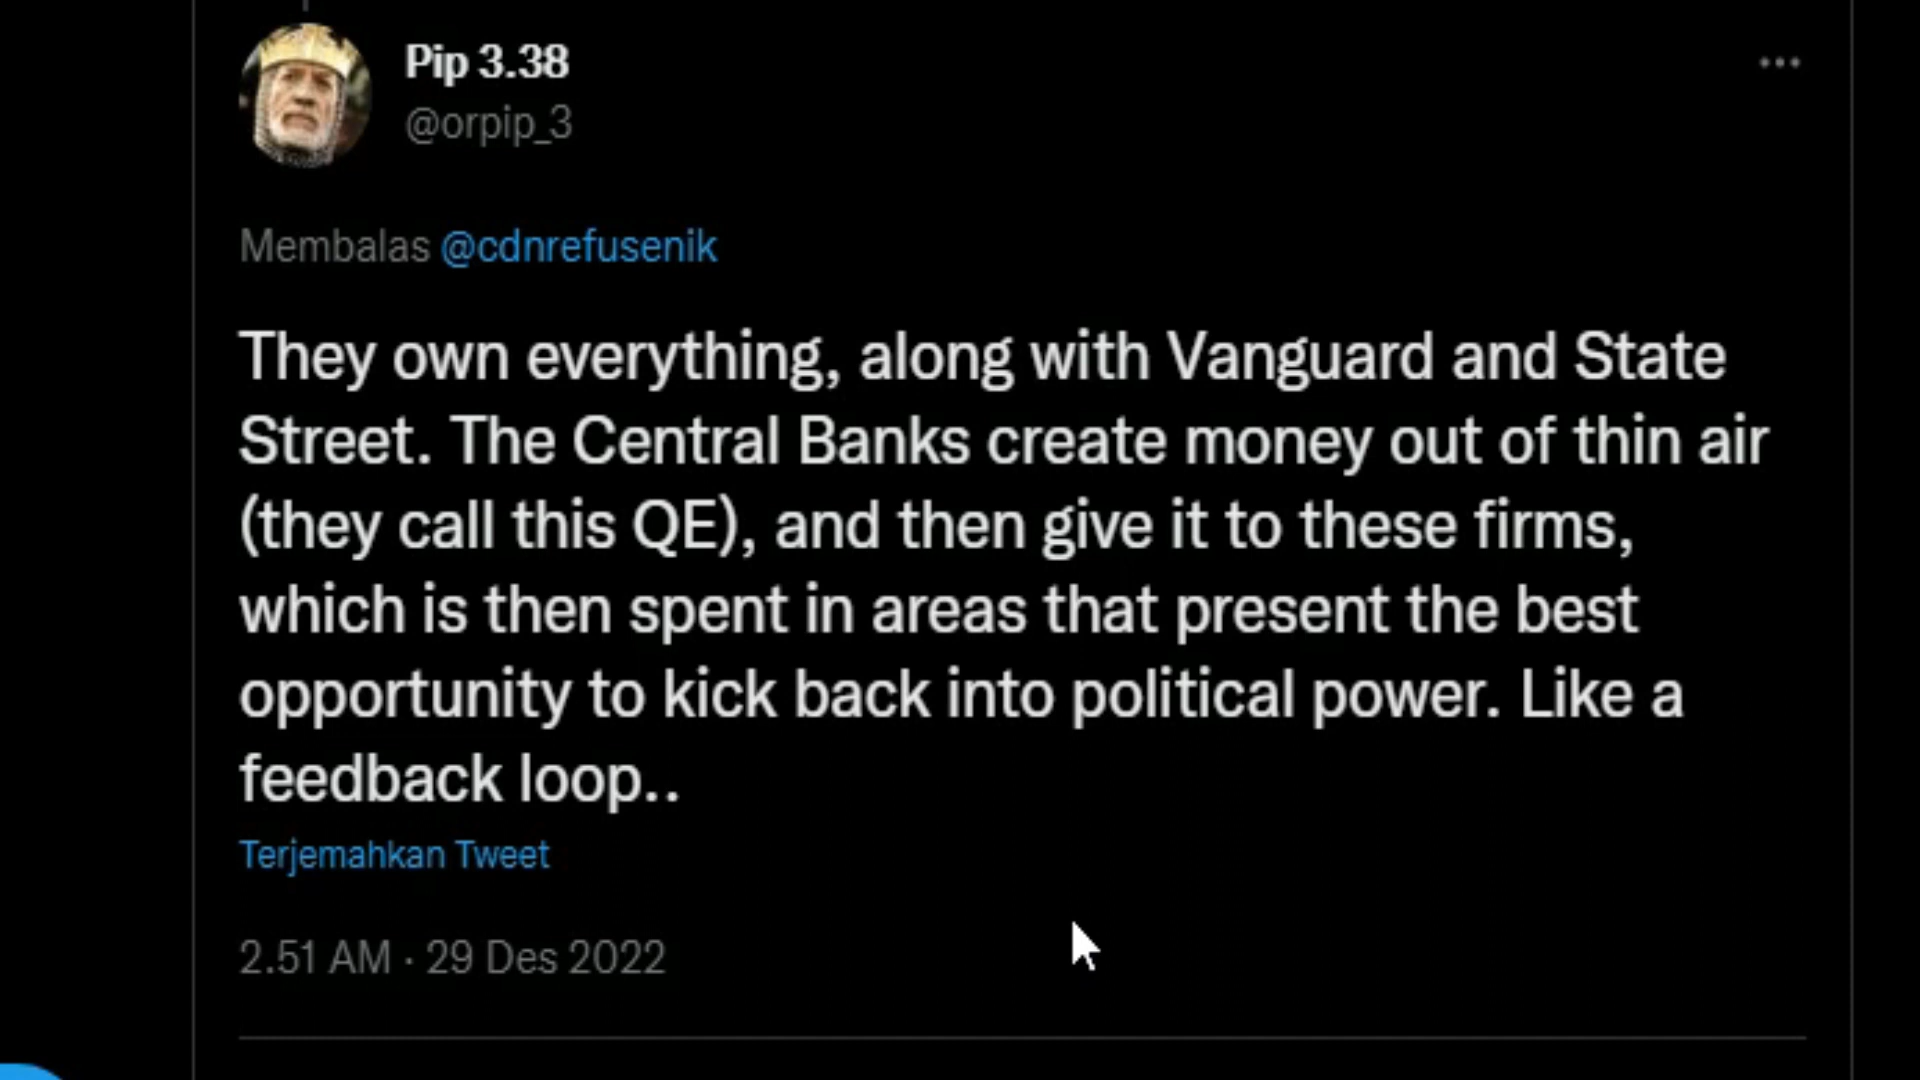 Pip 3.38
@orpip_3
Membalas @cdnrefusenik
They own everything, along with Vanguard and State
Street. The Central Banks create money out of thin air
(they call this QE), and then give it to these firms,
which is then spent in areas that present the best
opportunity to kick back into political power. Like a
feedback loop..
Terjemahkan Tweet
2.51 AM · 29 Des 2022